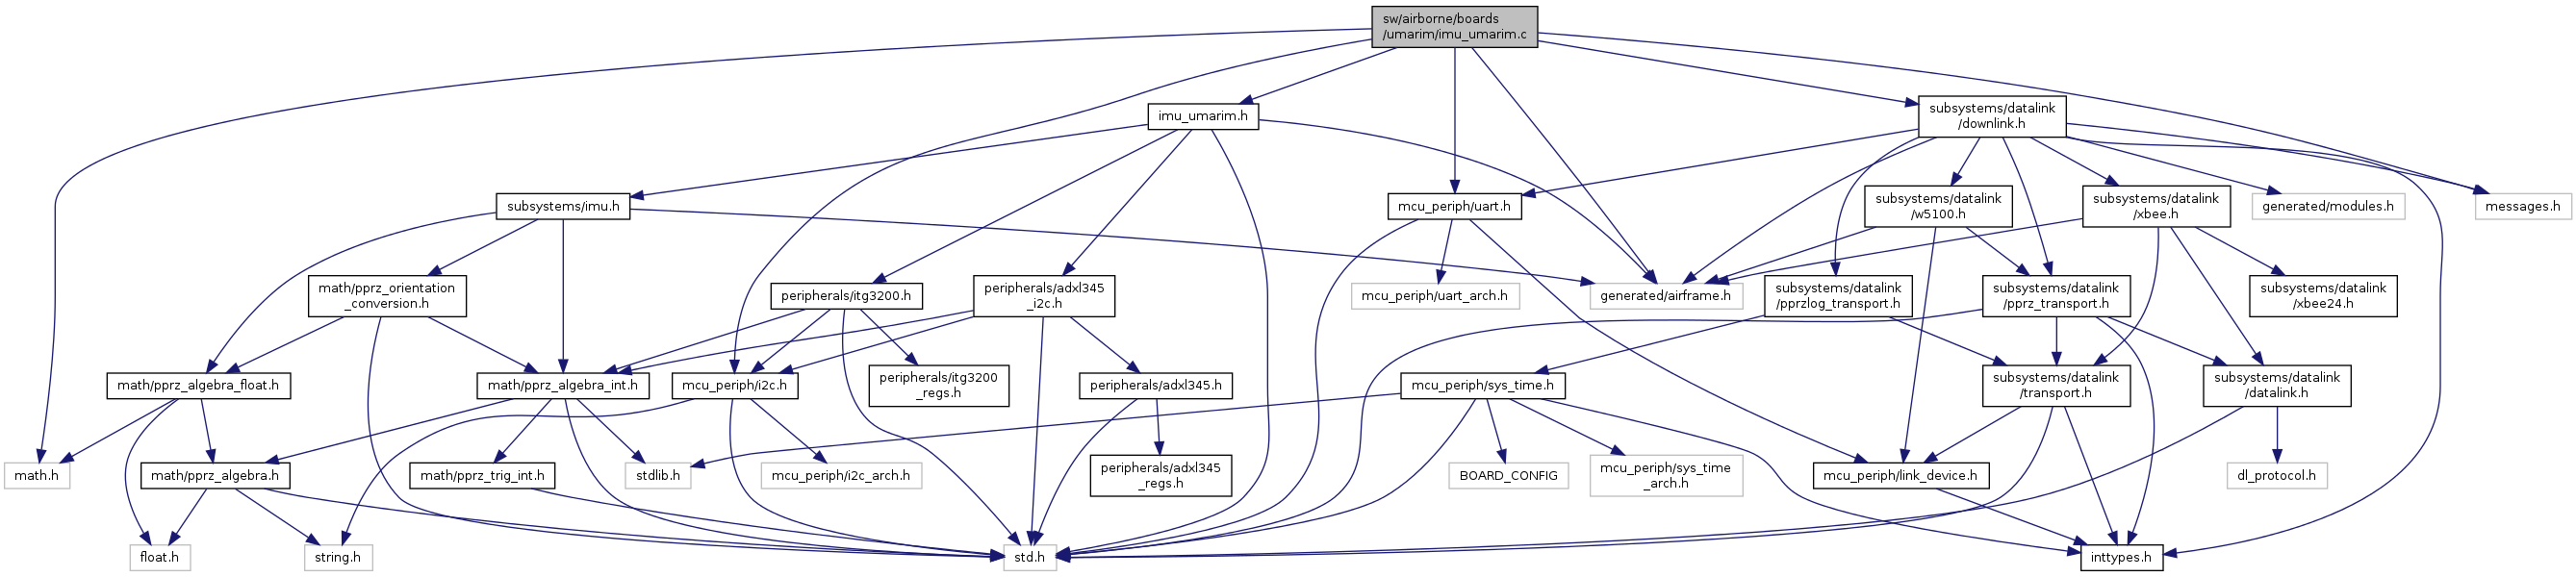 sw/airborne/boards
/umarim/imu_umarim.c
imu_umarim.h
subsystems/datalink
/downlink.h
subsystems/imu.h
mcu_periph/uart.h
subsystems/datalink
/w5100.h
subsystems/datalink
/xbee.h
generated/modules.h
messages.h
math/pprz_orientation
_conversion.h
peripherals/itg3200.h
peripherals/adxl345
_i2c.h
mcu_periph/uart_arch.h
generated/airframe.h
subsystems/datalink
/pprzlog_transport.h
subsystems/datalink
/pprz_transport.h
subsystems/datalink
/xbee24.h
math/pprz_algebra_float.h
math/pprz_algebra_int.h
mcu_periph/i2c.h
peripherals/itg3200
_regs.h
peripherals/adxl345.h
mcu_periph/sys_time.h
subsystems/datalink
/transport.h
subsystems/datalink
/datalink.h
math.h
math/pprz_algebra.h
math/pprz_trig_int.h
stdlib.h
mcu_periph/i2c_arch.h
peripherals/adxl345
_regs.h
BOARD_CONFIG
mcu_periph/sys_time
_arch.h
mcu_periph/link_device.h
dl_protocol.h
float.h
string.h
std.h
inttypes.h